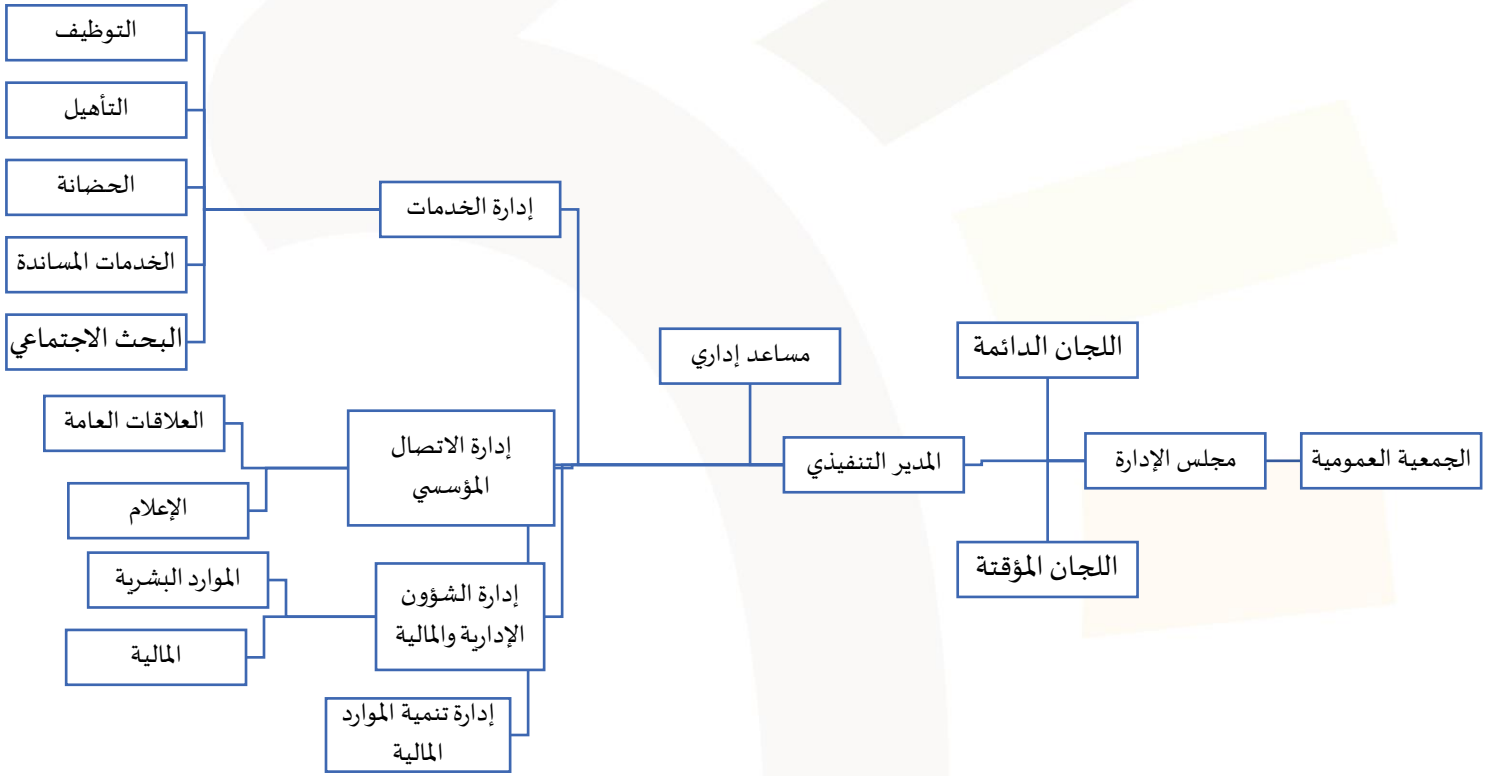 الجمعية العمومية
مجلس الإدارة
اللجان الدائمة
اللجان المؤقتة
المدير التنفيذي
مساعد إداري
إدارة الخدمات
التوظيف
التأهيل
الحضانة
الخدمات المساندة
البحث الاجتماعي
إدارة الاتصال
المؤسسي
العلاقات العامة
الإعلام
إدارة الشؤون
الإدارية والمالية
الموارد البشرية
المالية
إدارة تنمية الموارد
المالية